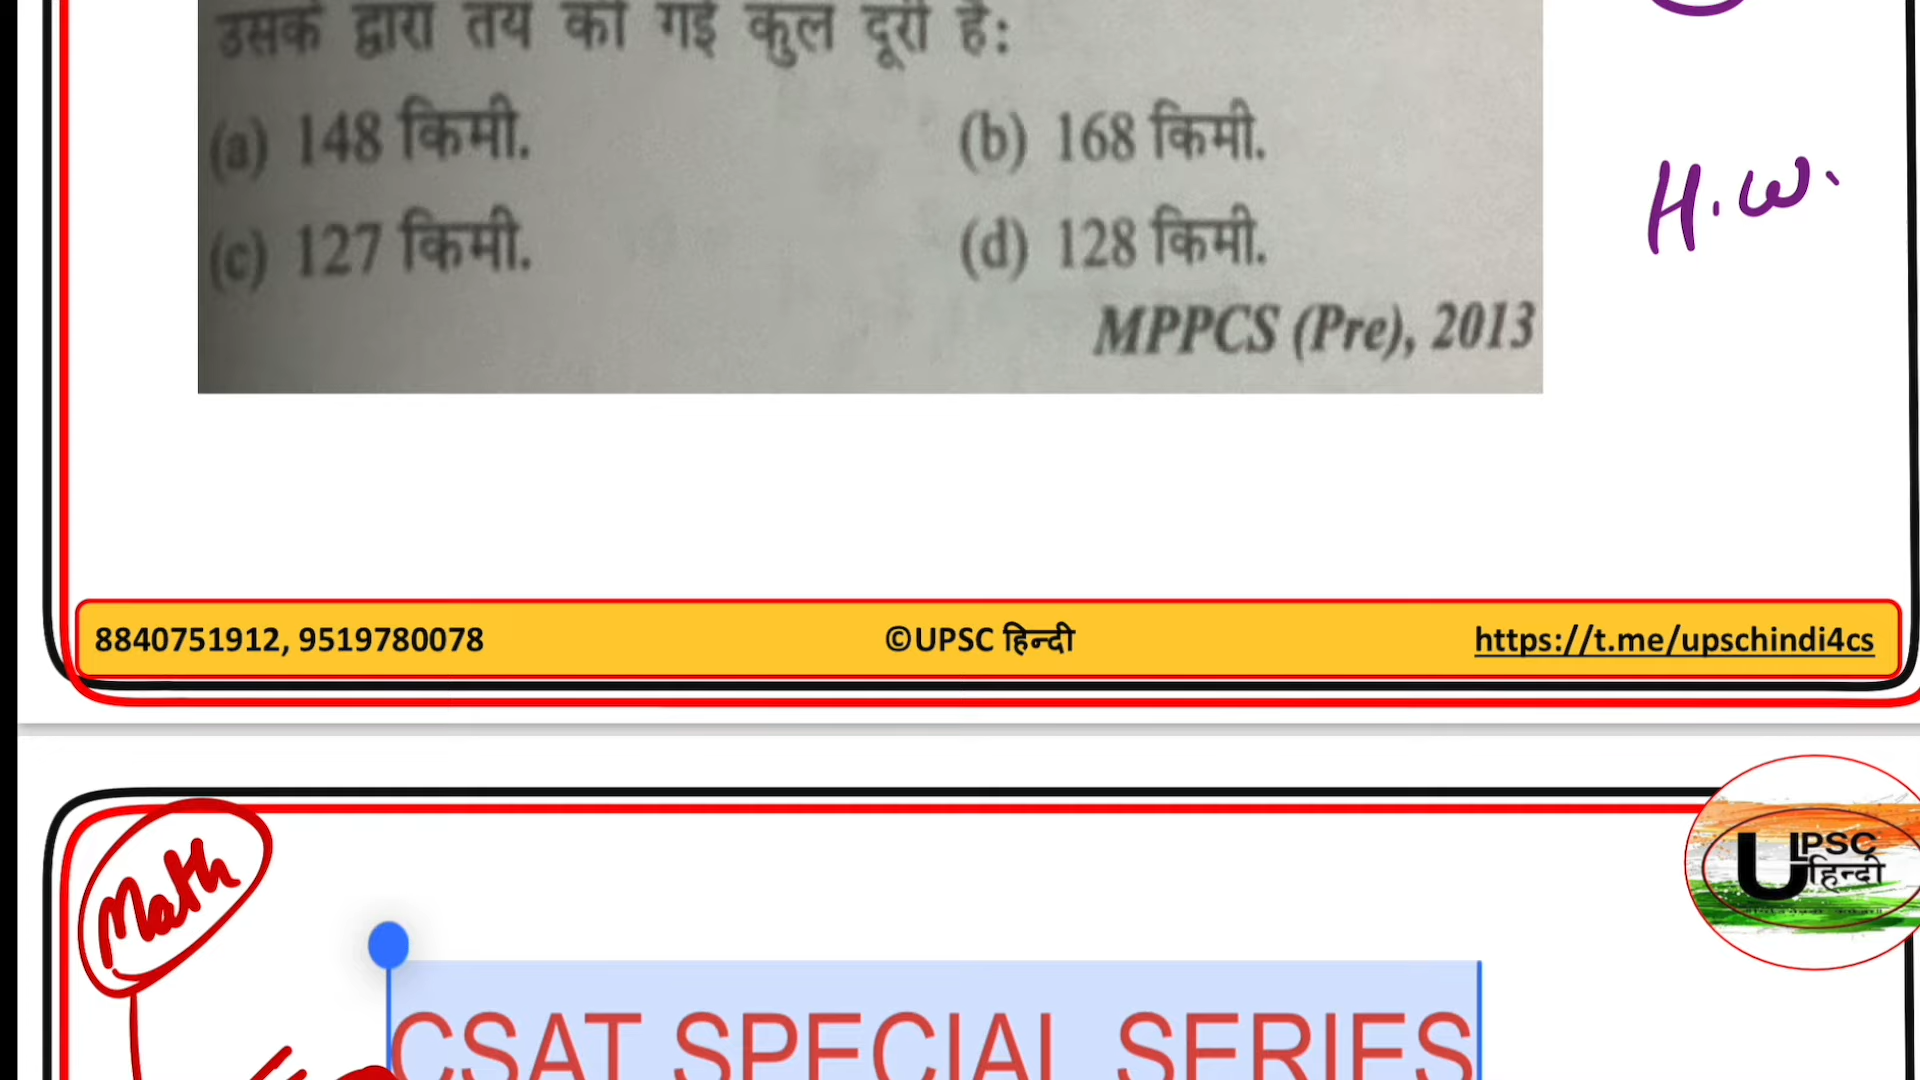 उसके द्वारा तय की गई कुल दूरी है:
(a) 148 किमी.
(b) 168 किमी.
(c) 127 किमी.
(d) 128 किमी.
MPPCS (Pre), 2013
H.W.
8840751912, 9519780078
©UPSC हिन्दी
https://t.me/upschindi4cs
Math
UPSC
हिन्दी
CSAT SPECIAL SERIES